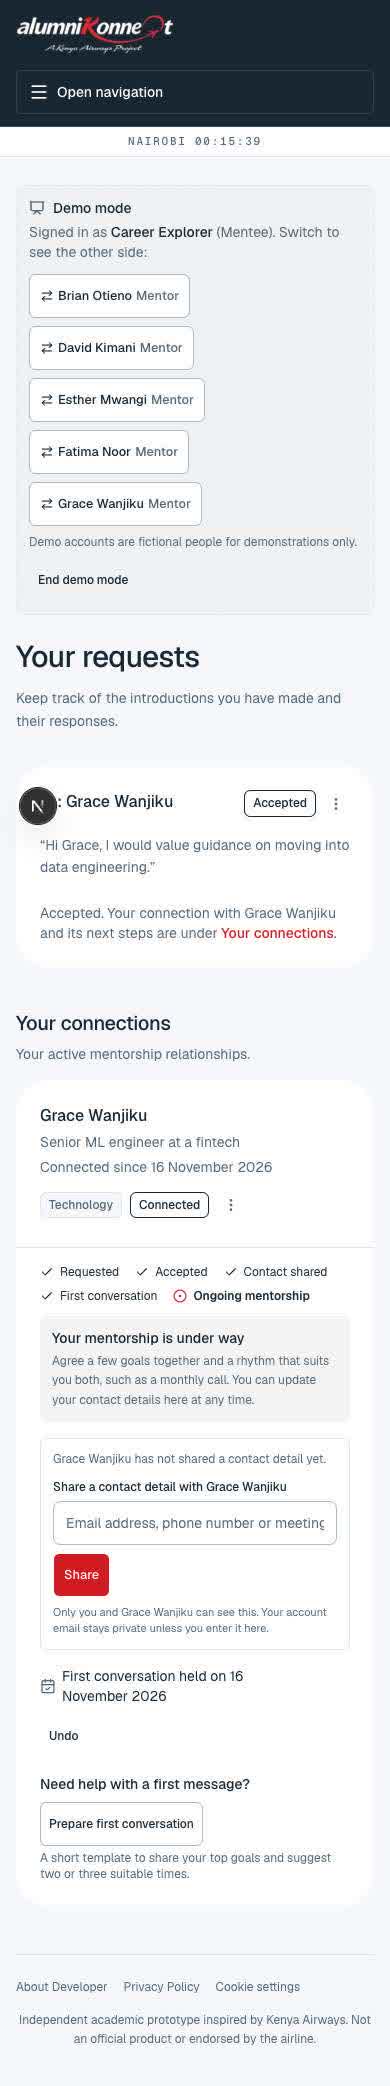 alumniKonnect
A Kenya Airways Project
Open navigation
NAIROBI 00:15:39
Demo mode
Signed in as Career Explorer (Mentee). Switch to
see the other side:
Brian Otieno Mentor
David Kimani Mentor
Esther Mwangi Mentor
Fatima Noor Mentor
Grace Wanjiku Mentor
Demo accounts are fictional people for demonstrations only.
End demo mode
Your requests
Keep track of the introductions you have made and
their responses.
N
: Grace Wanjiku
Accepted
“Hi Grace, I would value guidance on moving into
data engineering.”
Accepted. Your connection with Grace Wanjiku
and its next steps are under Your connections.
Your connections
Your active mentorship relationships.
Grace Wanjiku
Senior ML engineer at a fintech
Connected since 16 November 2026
Technology Connected
Requested Accepted Contact shared
First conversation Ongoing mentorship
Your mentorship is under way
Agree a few goals together and a rhythm that suits
you both, such as a monthly call. You can update
your contact details here at any time.
Grace Wanjiku has not shared a contact detail yet.
Share a contact detail with Grace Wanjiku
Email address, phone number or meeting
Share
Only you and Grace Wanjiku can see this. Your account
email stays private unless you enter it here.
First conversation held on 16
November 2026
Undo
Need help with a first message?
Prepare first conversation
A short template to share your top goals and suggest
two or three suitable times.
About Developer Privacy Policy Cookie settings
Independent academic prototype inspired by Kenya Airways. Not
an official product or endorsed by the airline.